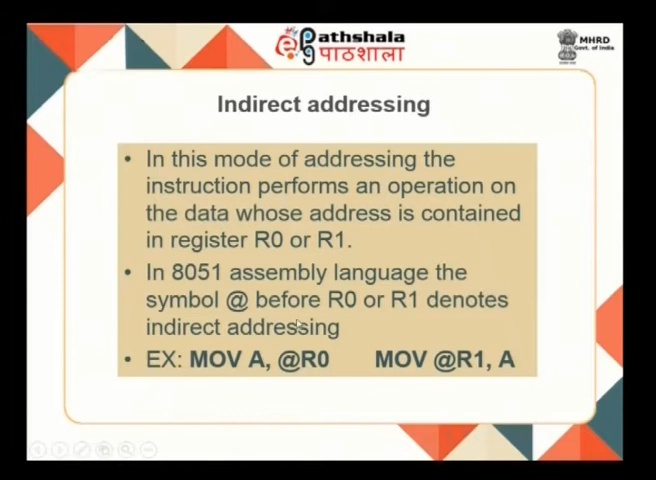 ePathshala
पाठशाला
MHRD
Govt. of India
Indirect addressing
• In this mode of addressing the
instruction performs an operation on
the data whose address is contained
in register R0 or R1.
• In 8051 assembly language the
symbol @ before R0 or R1 denotes
indirect addressing
• EX: MOV A, @R0 MOV @R1, A